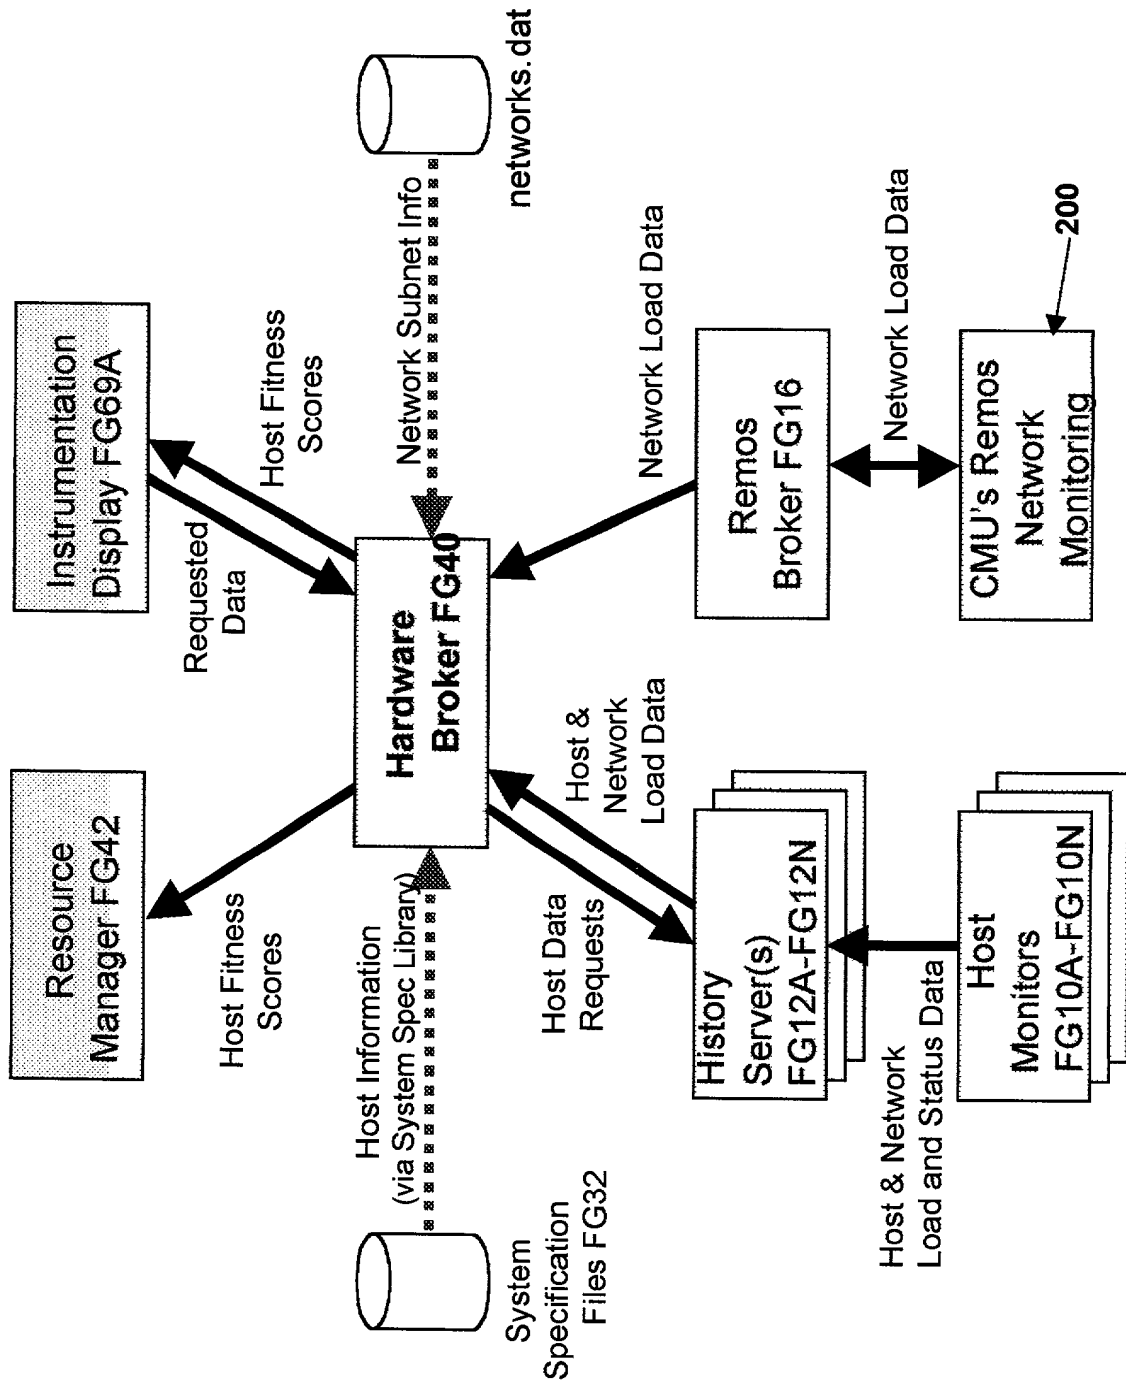 Resource
Manager FG42
Instrumentation
Display FG69A
Host Fitness
Scores
Requested
Data
Host Fitness
Scores
Host Information
(via System Spec Library)
Hardware
Broker FG40
Network Subnet Info
System
Specification
Files FG32
networks.dat
Host Data
Requests
Host &
Network
Load Data
Network Load Data
History
Server(s)
FG12A-FG12N
Remos
Broker FG16
Host & Network
Load and Status Data
Network Load Data
Host
Monitors
FG10A-FG10N
CMU's Remos
Network
Monitoring
200